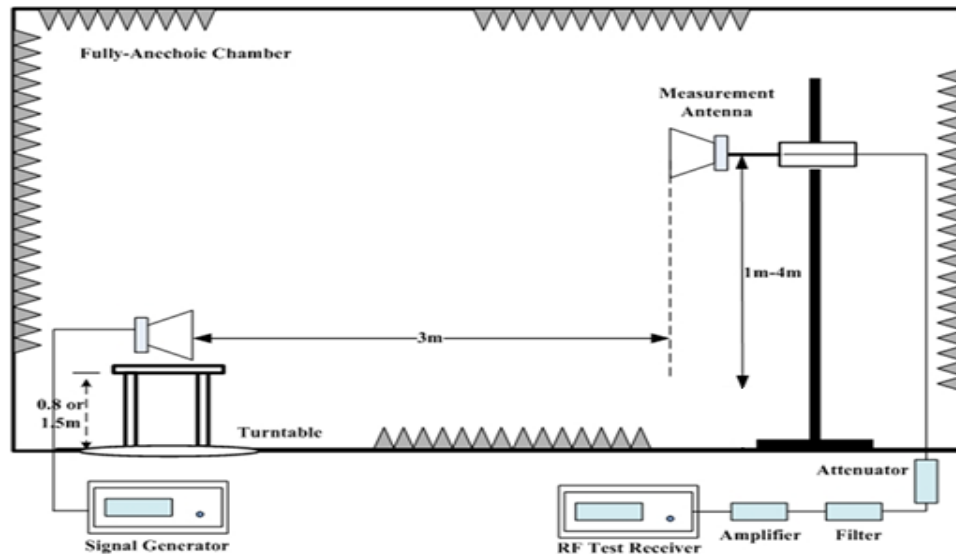 Fully-Anechoic Chamber
Measurement
Antenna
1m-4m
3m
0.8 or
1.5m
Turntable
Attenuator
Signal Generator
RF Test Receiver
Amplifier
Filter